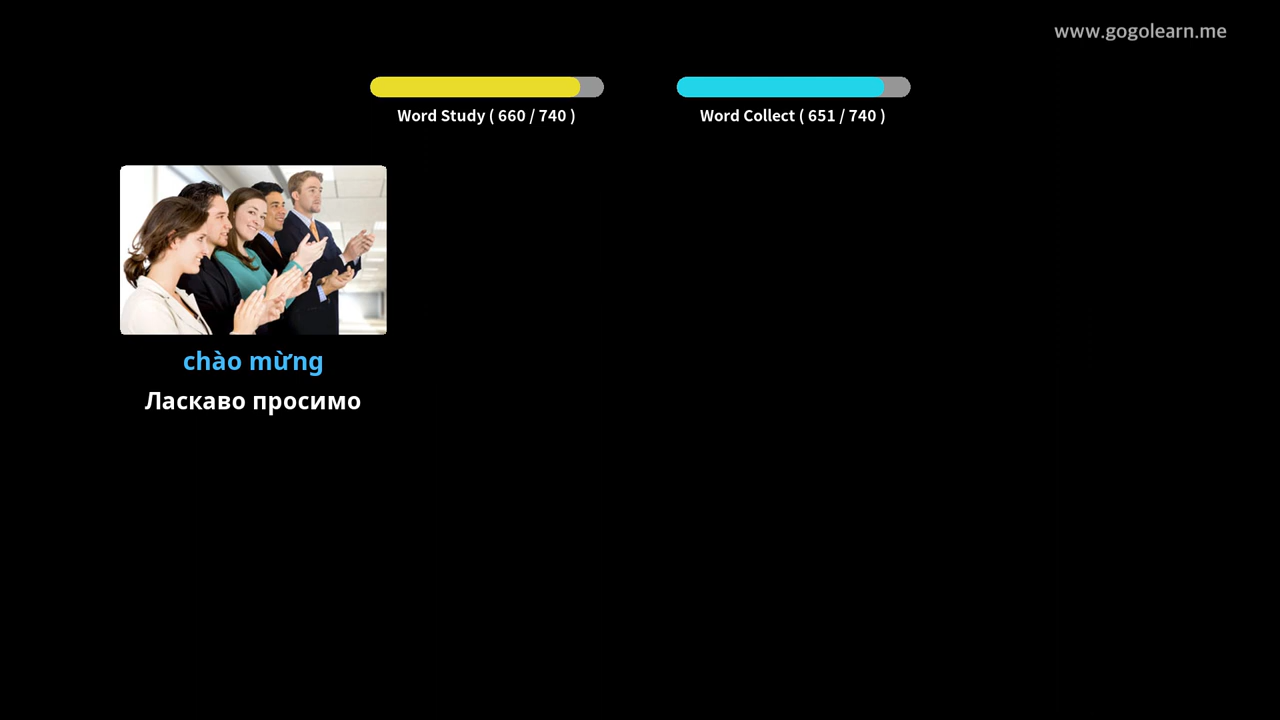 www.gogolearn.me
Word Study ( 660 / 740 )
Word Collect ( 651 / 740 )
chào mừng
Ласкаво просимо